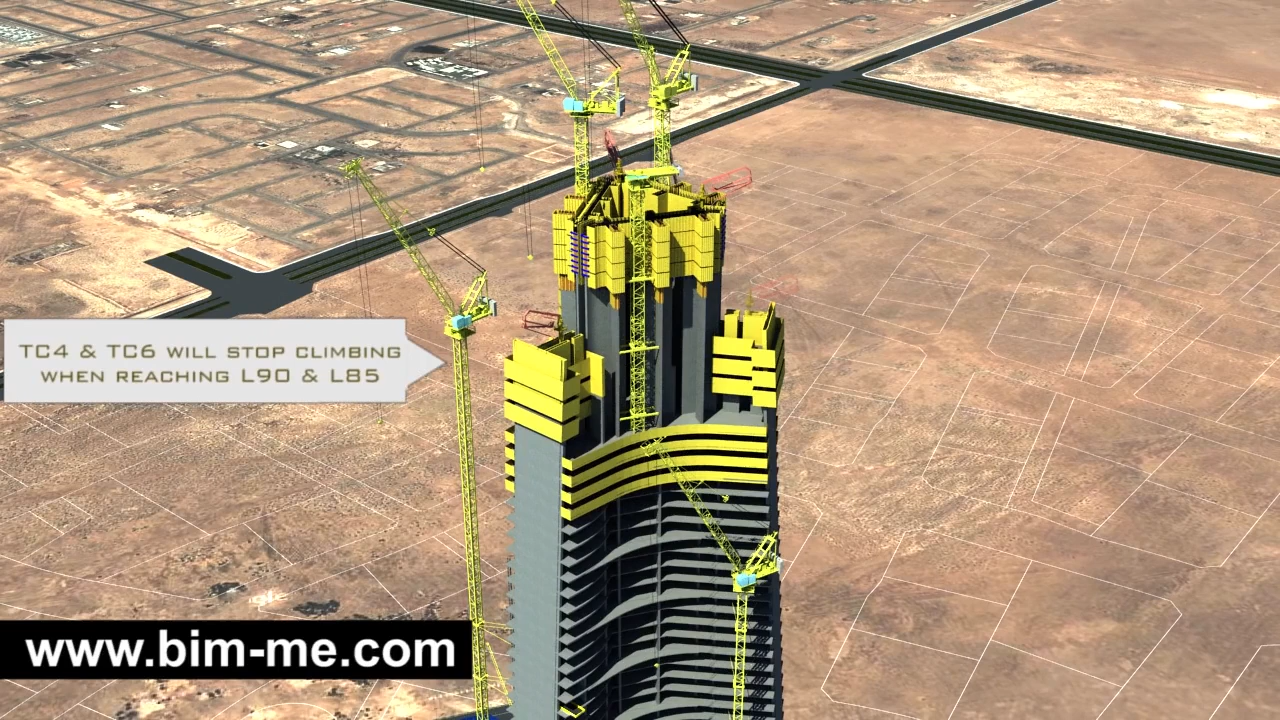 TC4 & TC6 WILL STOP CLIMBING
WHEN REACHING L90 & L85
www.bim-me.com